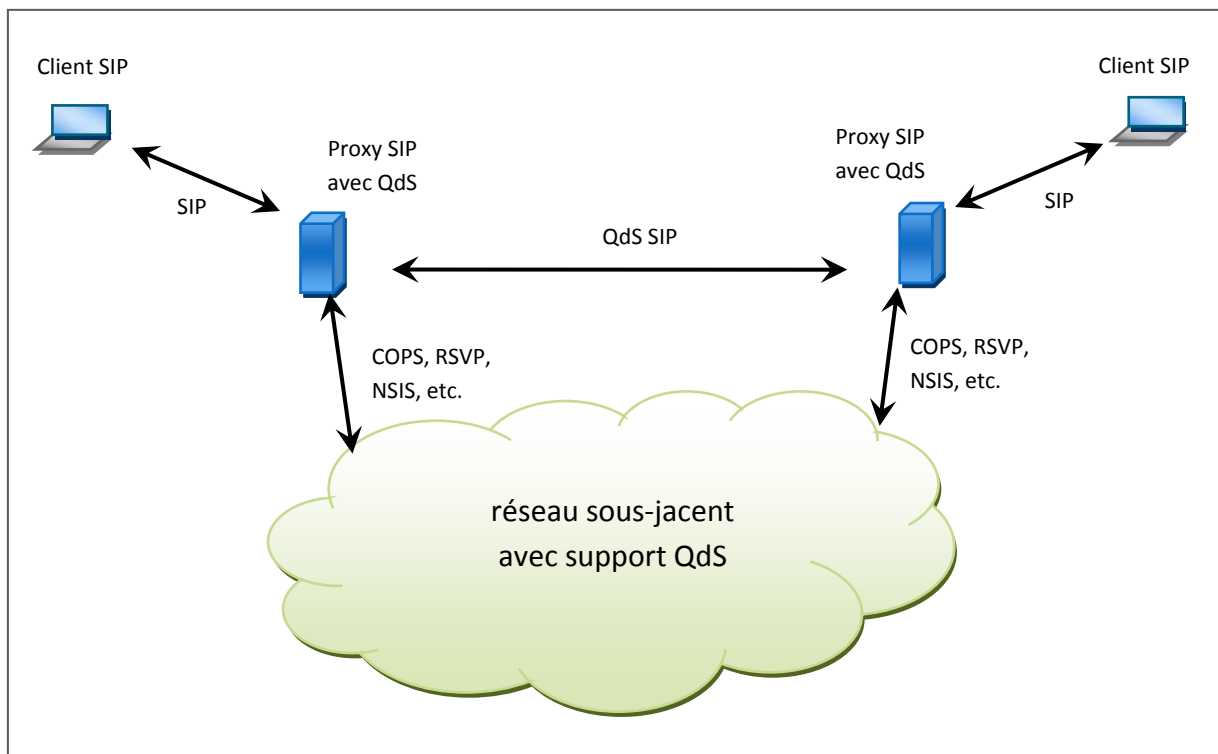 Client SIP
Client SIP
Proxy SIP
avec QdS
Proxy SIP
avec QdS
SIP
SIP
QdS SIP
COPS, RSVP,
NSIS, etc.
COPS, RSVP,
NSIS, etc.
réseau sous-jacent
avec support QdS